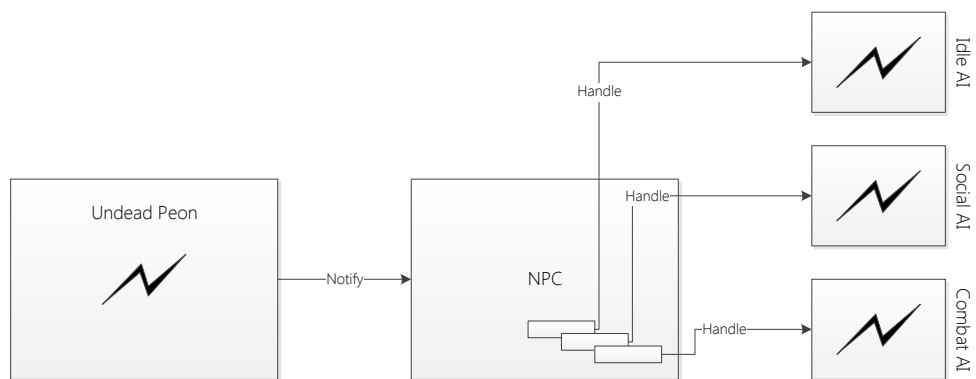 Idle AI
Handle
Social AI
Handle
Undead Peon
Notify
NPC
Combat AI
Handle